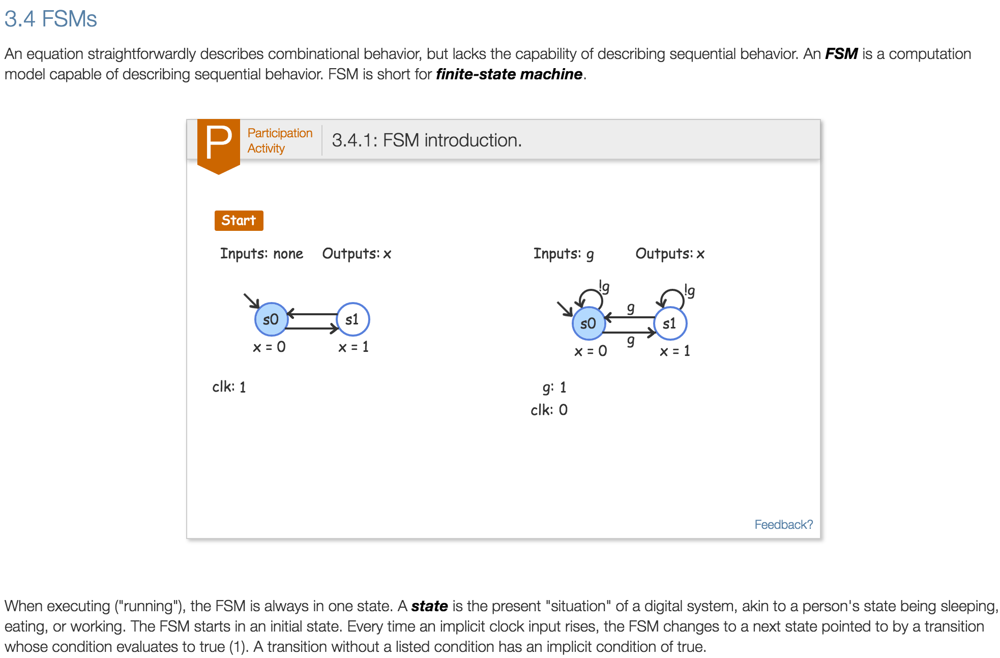 3.4 FSMs
An equation straightforwardly describes combinational behavior, but lacks the capability of describing sequential behavior. An FSM is a computation
model capable of describing sequential behavior. FSM is short for finite-state machine.
P
Participation
Activity
3.4.1: FSM introduction.
Start
Inputs: none Outputs: x
s0
s1
x = 0
x = 1
clk: 1
Inputs: g Outputs: x
!g
!g
g
s0
s1
g
x = 0
x = 1
g: 1
clk: 0
Feedback?
When executing ("running"), the FSM is always in one state. A state is the present "situation" of a digital system, akin to a person's state being sleeping,
eating, or working. The FSM starts in an initial state. Every time an implicit clock input rises, the FSM changes to a next state pointed to by a transition
whose condition evaluates to true (1). A transition without a listed condition has an implicit condition of true.